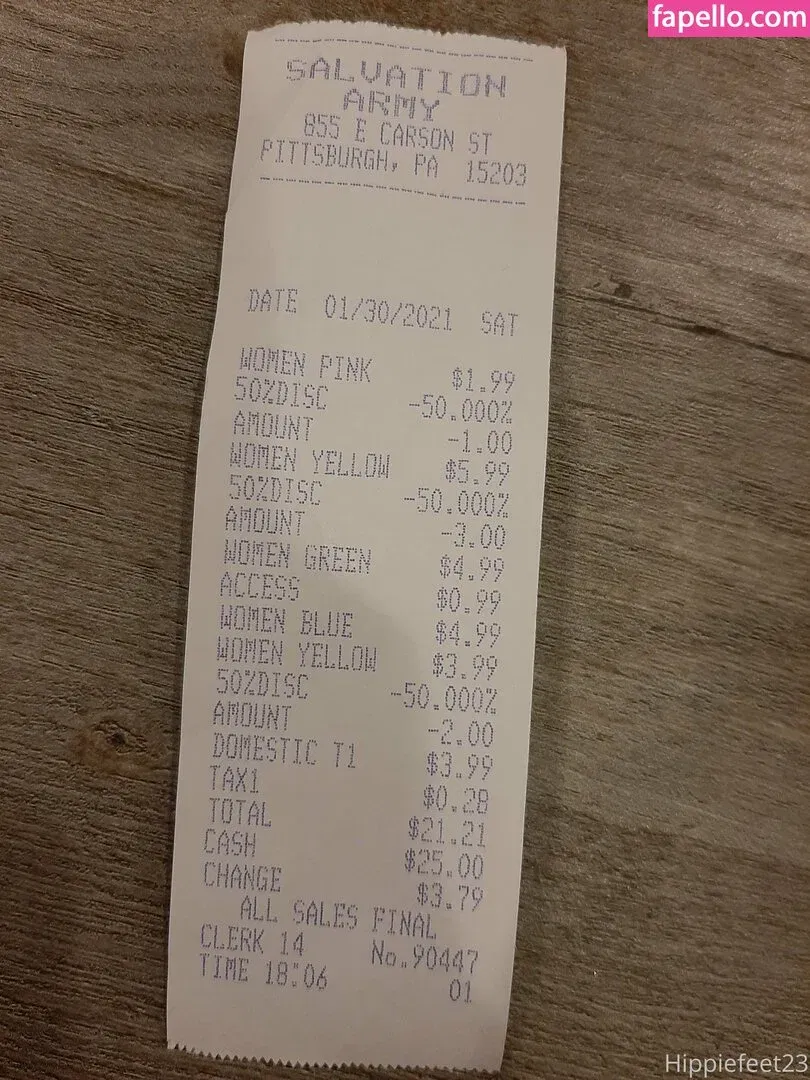 fapello.com
SALVATION
ARMY
855 E CARSON ST
PITTSBURGH, PA 15203
DATE 01/30/2021 SAT
WOMEN PINK $1.99
50%DISC -50.000%
AMOUNT -1.00
WOMEN YELLOW $5.99
50%DISC -50.000%
AMOUNT -3.00
WOMEN GREEN $4.99
ACCESS $0.99
WOMEN BLUE $4.99
WOMEN YELLOW $3.99
50%DISC -50.000%
AMOUNT -2.00
DOMESTIC T1 $3.99
TAX1 $0.28
TOTAL $21.21
CASH $25.00
CHANGE $3.79
ALL SALES FINAL
CLERK 14 No.90447
TIME 18:06 01
Hippiefeet23